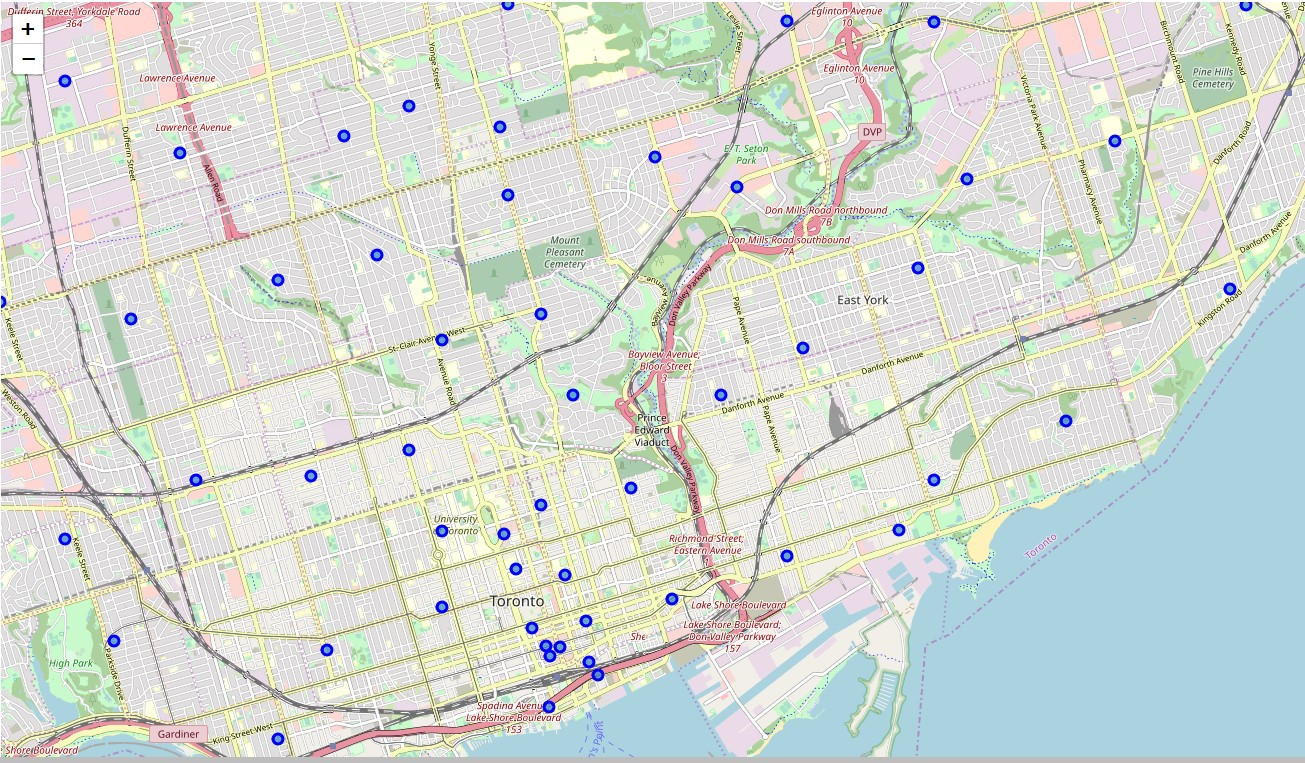 Dufferin Street, Yorkdale Road
364
+
−
Lawrence Avenue
Lawrence Avenue
Dufferin Street
Allen Road
Yonge Street
Leslie Street
Eglinton Avenue
10
Eglinton Avenue
10
DVP
E. T. Seton
Park
Victoria Park Avenue
Birchmount Road
Kennedy Road
Pine Hills
Cemetery
Danforth Road
Pharmacy Avenue
Danforth Avenue
Don Mills Road northbound
7B
Don Mills Road southbound
7A
Mount
Pleasant
Cemetery
Don Valley Parkway
East York
Kingston Road
Keele Street
St. Clair Avenue West
Avenue Road
Pape Avenue
Bayview Avenue;
Bloor Street
3
Danforth Avenue
Danforth Avenue
Pape Avenue
Weston Road
Prince
Edward
Viaduct
Don Valley Parkway
University
Toronto
Keele Street
Richmond Street;
Eastern Avenue
1
Toronto
Toronto
Lake Shore Boulevard
Lake Shore Boulevard;
Don Valley Parkway
157
She
High Park
Parkside Drive
Spadina Avenue
Lake Shore Boulevard
153
Gardiner
King Street West
Shore Boulevard